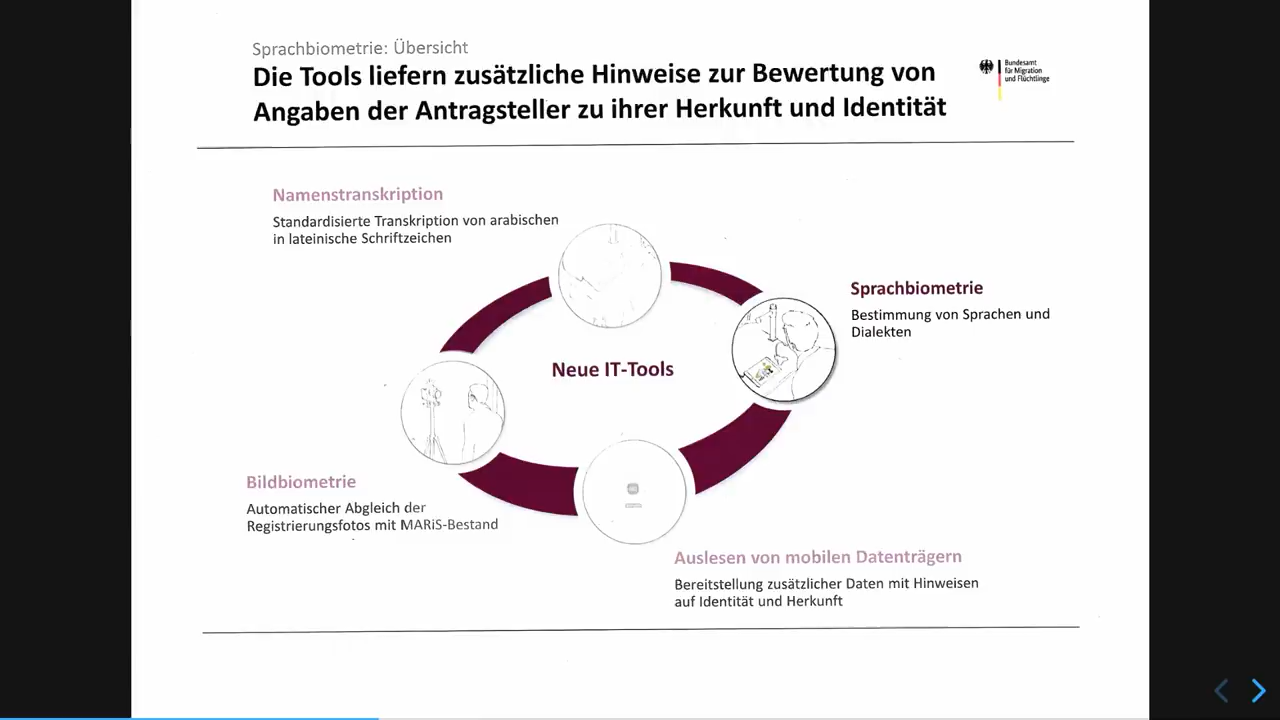 Sprachbiometrie: Übersicht
Die Tools liefern zusätzliche Hinweise zur Bewertung von
Angaben der Antragsteller zu ihrer Herkunft und Identität
Bundesamt
für Migration
und Flüchtlinge
Namenstranskription
Standardisierte Transkription von arabischen
in lateinische Schriftzeichen
Sprachbiometrie
Bestimmung von Sprachen und
Dialekten
Neue IT-Tools
Bildbiometrie
Automatischer Abgleich der
Registrierungsfotos mit MARiS-Bestand
Auslesen von mobilen Datenträgern
Bereitstellung zusätzlicher Daten mit Hinweisen
auf Identität und Herkunft